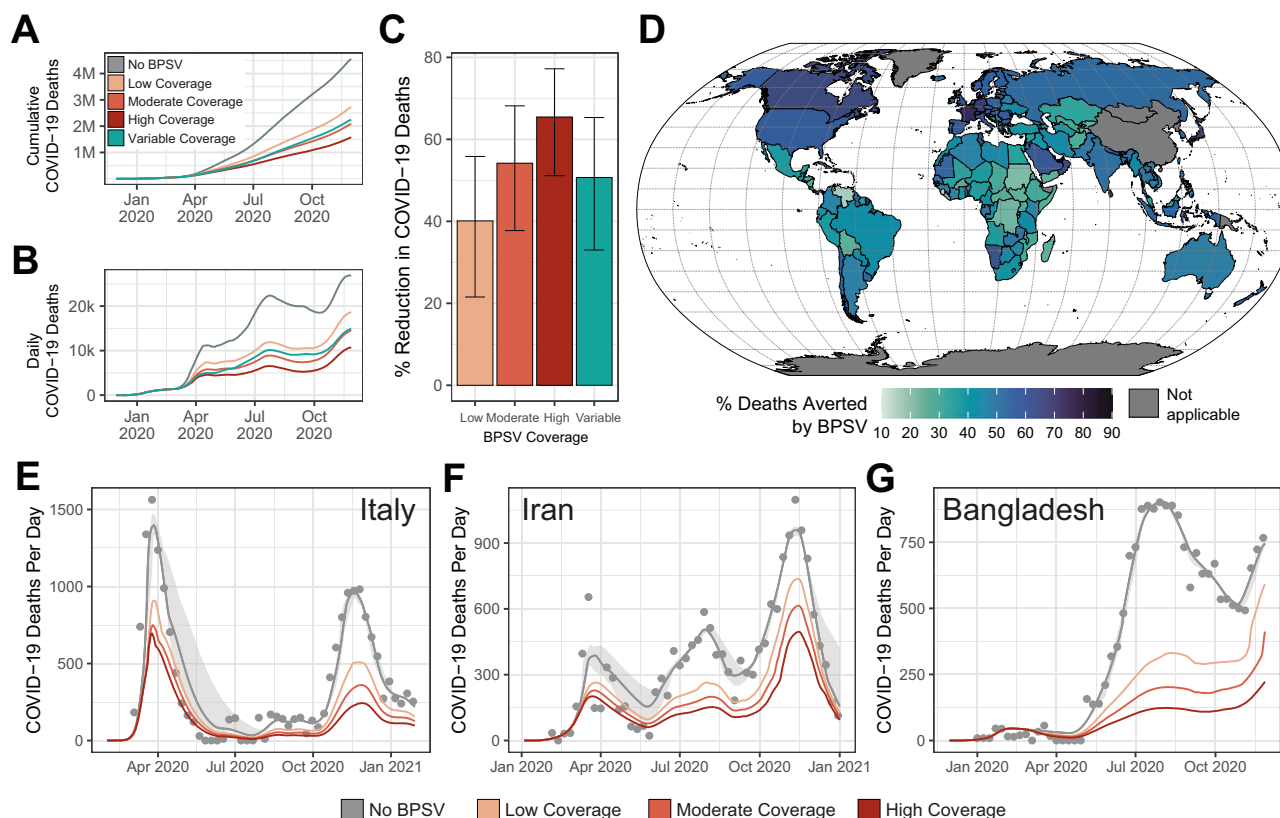 A
Cumulative
COVID−19 Deaths
4M
3M
2M
1M
No BPSV
Low Coverage
Moderate Coverage
High Coverage
Variable Coverage
Jan
2020
Apr
2020
Jul
2020
Oct
2020
B
Daily
COVID−19 Deaths
20k
10k
0
Jan
2020
Apr
2020
Jul
2020
Oct
2020
C
% Reduction in COVID−19 Deaths
80
60
40
20
0
Low Moderate High Variable
BPSV Coverage
D
% Deaths Averted
by BPSV
10 20 30 40 50 60 70 80 90
Not
applicable
E
Italy
COVID−19 Deaths Per Day
1500
1000
500
0
Apr 2020 Jul 2020 Oct 2020 Jan 2021
F
Iran
COVID−19 Deaths Per Day
900
600
300
0
Jan 2020 Apr 2020 Jul 2020 Oct 2020 Jan 2021
G
Bangladesh
COVID−19 Deaths Per Day
750
500
250
0
Jan 2020 Apr 2020 Jul 2020 Oct 2020
No BPSV Low Coverage Moderate Coverage High Coverage